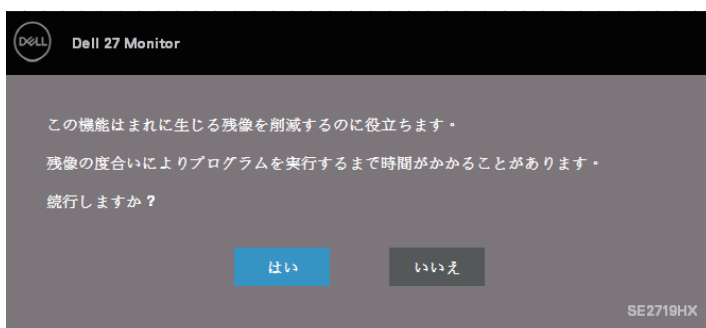 DELL
Dell 27 Monitor
この機能はまれに生じる残像を削減するのに役立ちます。
残像の度合いによりプログラムを実行するまで時間がかかることがあります。
続行しますか?
はい
いいえ
SE2719HX